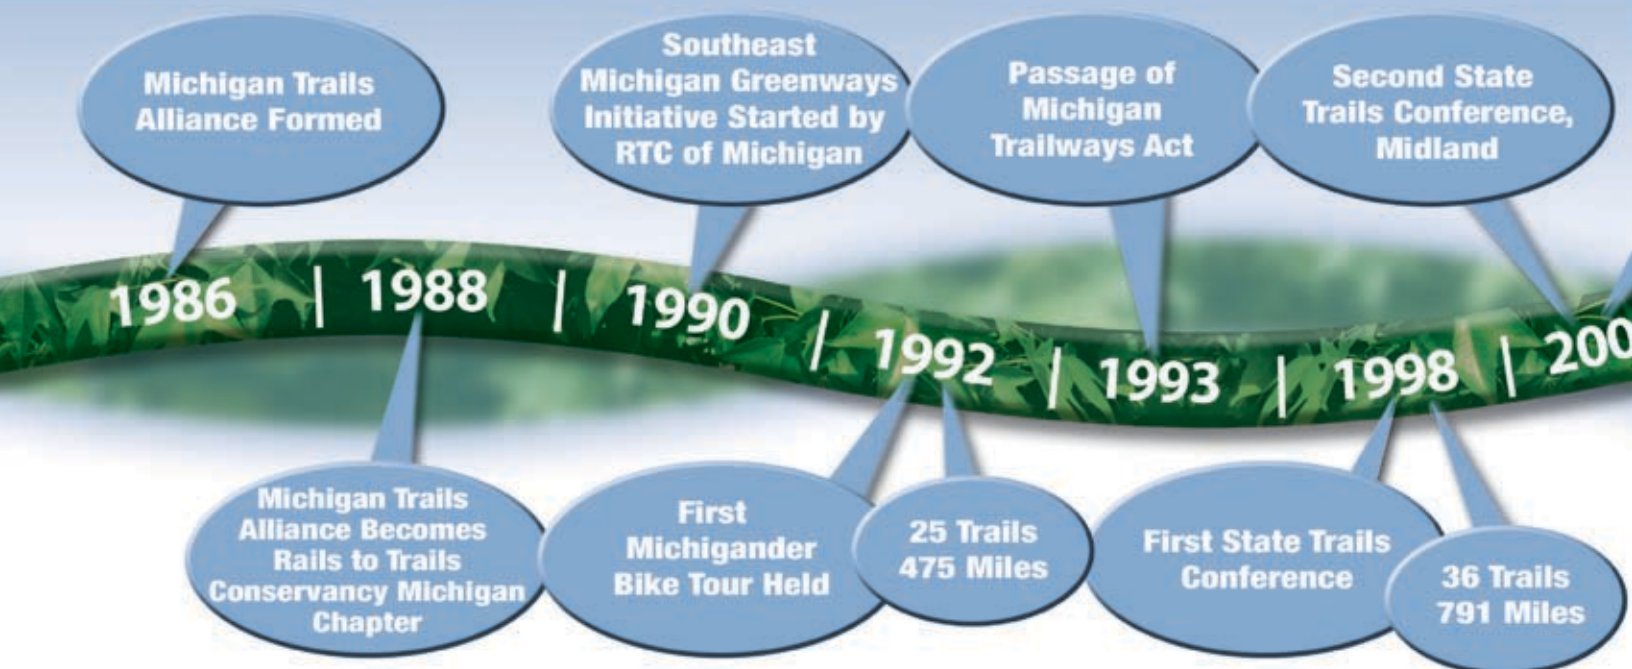 Michigan Trails
Alliance Formed
Southeast
Michigan Greenways
Initiative Started by
RTC of Michigan
Passage of
Michigan
Trailways Act
Second State
Trails Conference,
Midland
1986 | 1988 | 1990 | 1992 | 1993 | 1998 | 200
Michigan Trails
Alliance Becomes
Rails to Trails
Conservancy Michigan
Chapter
First
Michigander
Bike Tour Held
25 Trails
475 Miles
First State Trails
Conference
36 Trails
791 Miles